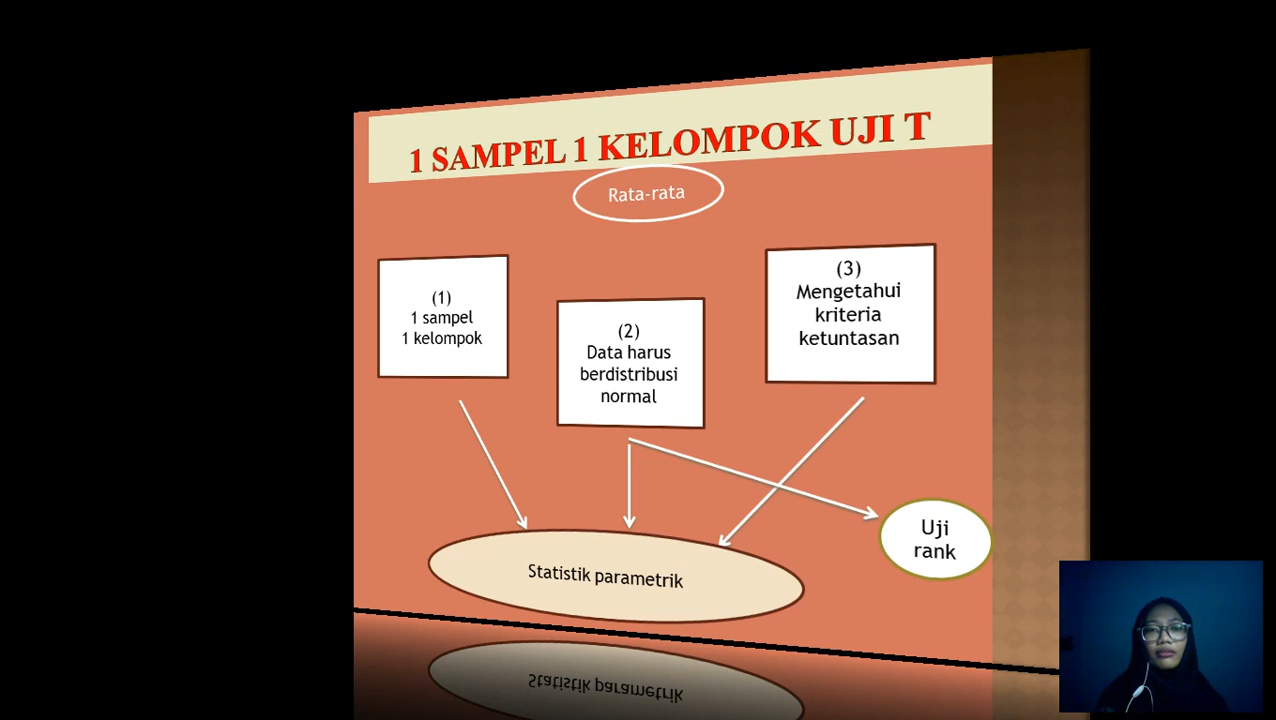 1 SAMPEL 1 KELOMPOK UJI T
Rata-rata
(1)
1 sampel
1 kelompok
(2)
Data harus
berdistribusi
normal
(3)
Mengetahui
kriteria
ketuntasan
Uji
rank
Statistik parametrik
Statistik parametrik